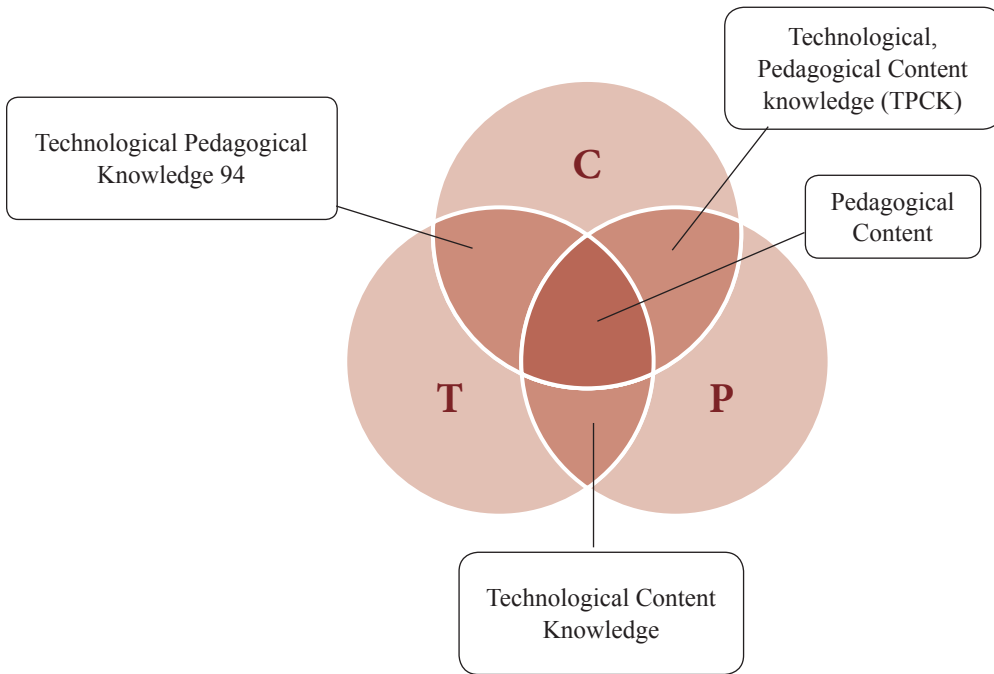 Technological,
Pedagogical Content
knowledge (TPCK)
Technological Pedagogical
Knowledge 94
C
Pedagogical
Content
T
P
Technological Content
Knowledge